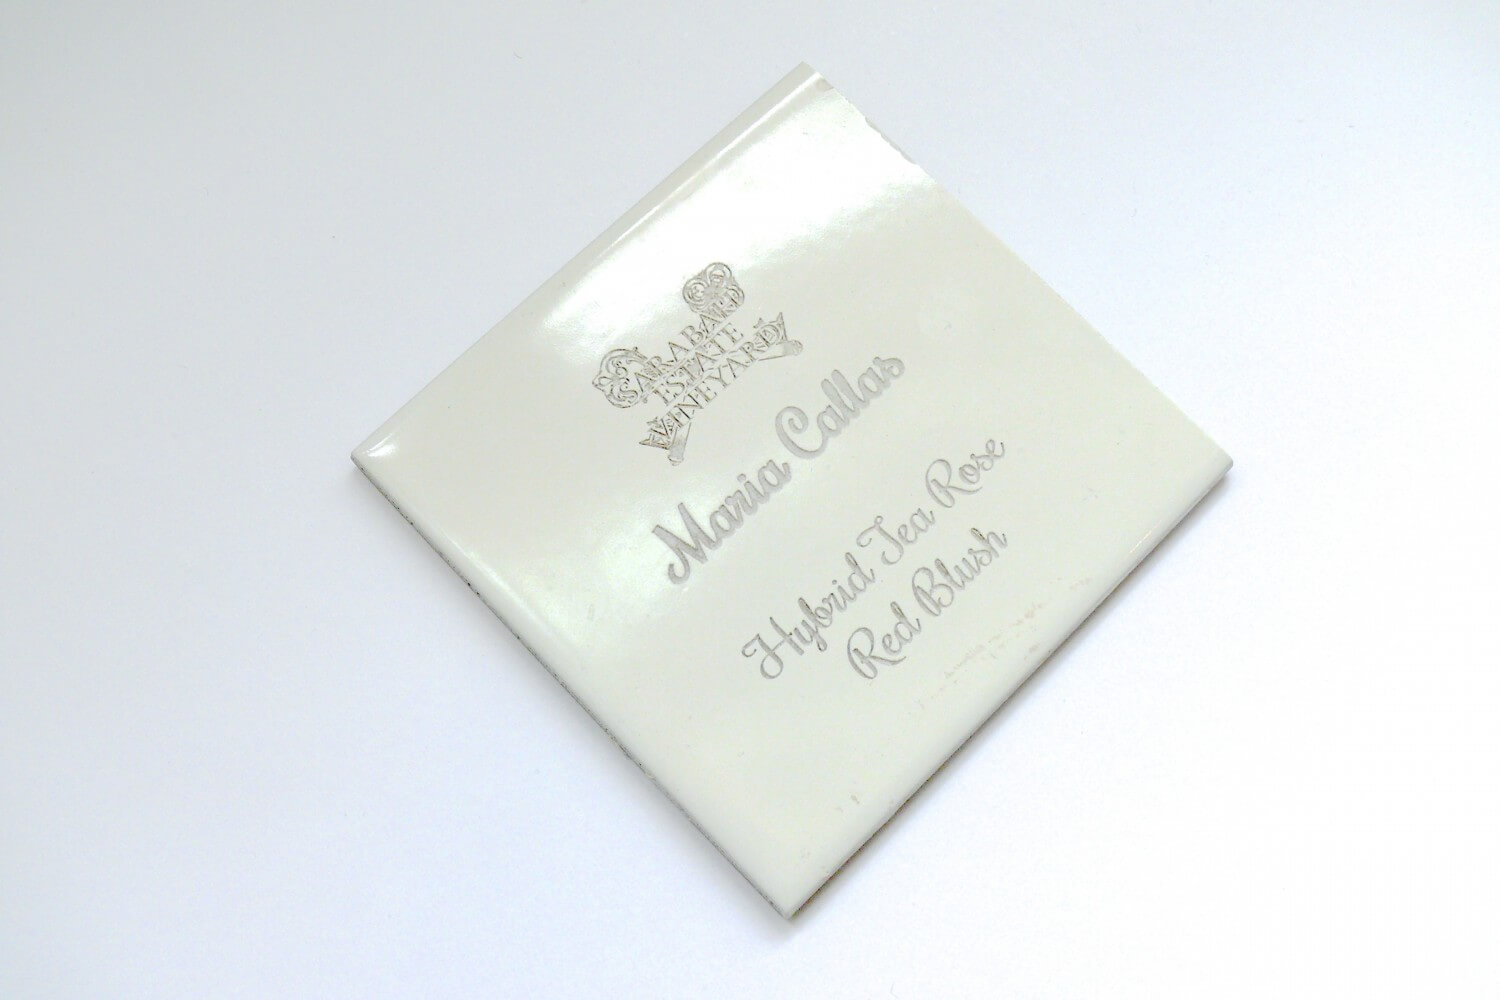 SARABAH
ESTATE
VINEYARD
Maria Callas
Hybrid Tea Rose
Red Blush